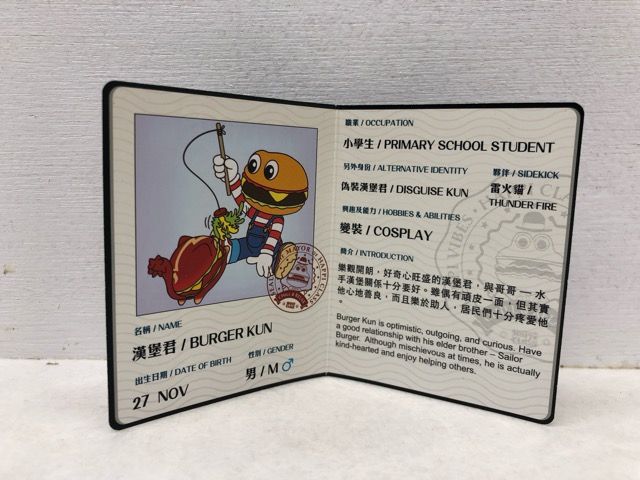 名稱 / NAME
漢堡君 / BURGER KUN
出生日期 / DATE OF BIRTH
27 NOV
性別 / GENDER
男 / M ♂
職業 / OCCUPATION
小學生 / PRIMARY SCHOOL STUDENT
另外身份 / ALTERNATIVE IDENTITY
偽裝漢堡君 / DISGUISE KUN
夥伴 / SIDEKICK
雷火貓 /
THUNDER FIRE
興趣及能力 / HOBBIES & ABILITIES
變裝 / COSPLAY
簡介 / INTRODUCTION
樂觀開朗，好奇心旺盛的漢堡君，與哥哥一水
手漢堡關係十分要好。雖偶有頑皮一面，但其實
他心地善良，而且樂於助人，居民們十分疼愛他。
Burger Kun is optimistic, outgoing, and curious. Have
a good relationship with his elder brother – Sailor
Burger. Although mischievous at times, he is actually
kind-hearted and enjoy helping others.